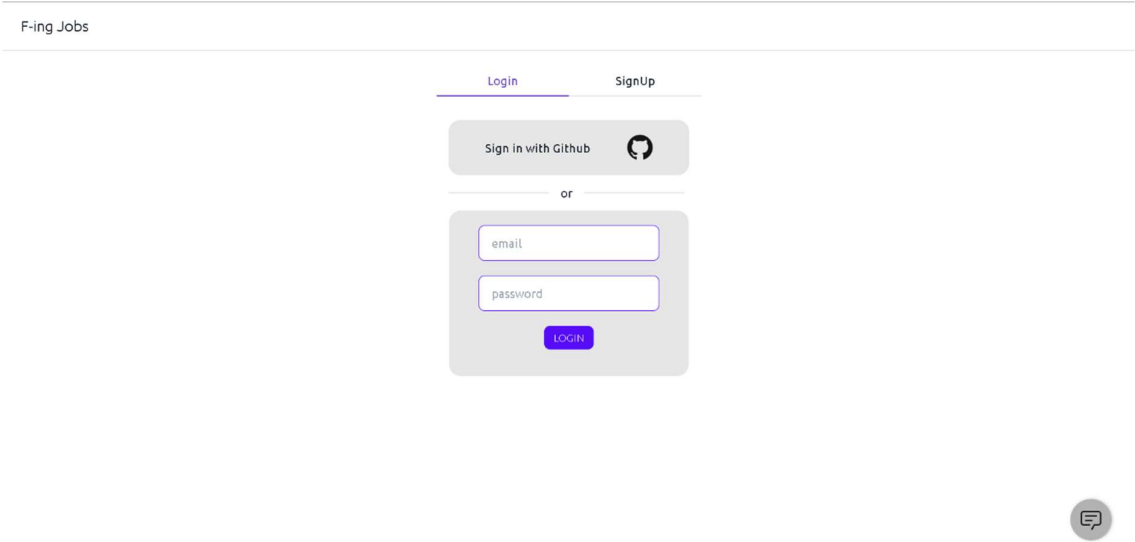 F-ing Jobs
Login SignUp
Sign in with Github
or
email
password
LOGIN